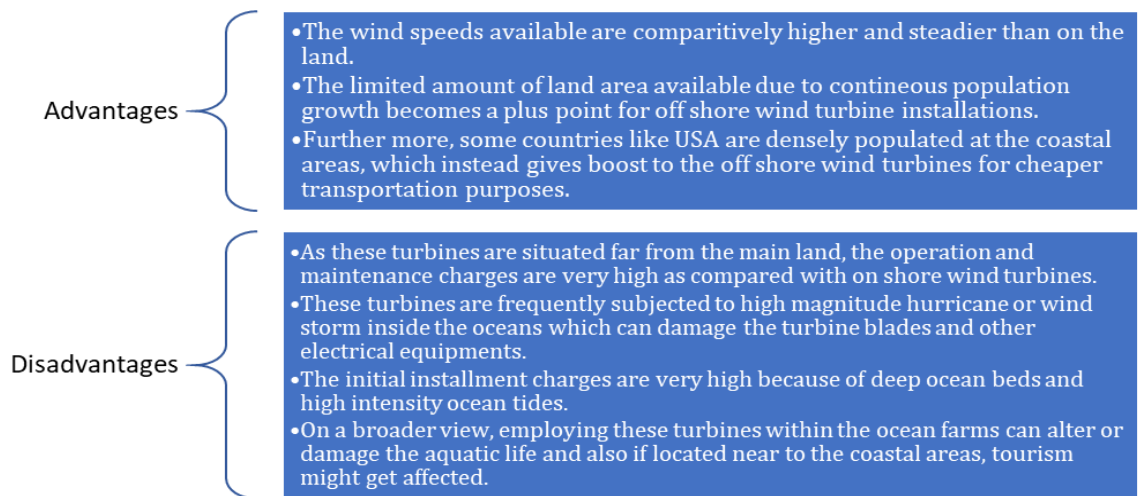 Advantages
•The wind speeds available are comparitively higher and steadier than on the
land.
•The limited amount of land area available due to contineous population
growth becomes a plus point for off shore wind turbine installations.
•Further more, some countries like USA are densely populated at the coastal
areas, which instead gives boost to the off shore wind turbines for cheaper
transportation purposes.
Disadvantages
•As these turbines are situated far from the main land, the operation and
maintenance charges are very high as compared with on shore wind turbines.
•These turbines are frequently subjected to high magnitude hurricane or wind
storm inside the oceans which can damage the turbine blades and other
electrical equipments.
•The initial installment charges are very high because of deep ocean beds and
high intensity ocean tides.
•On a broader view, employing these turbines within the ocean farms can alter or
damage the aquatic life and also if located near to the coastal areas, tourism
might get affected.